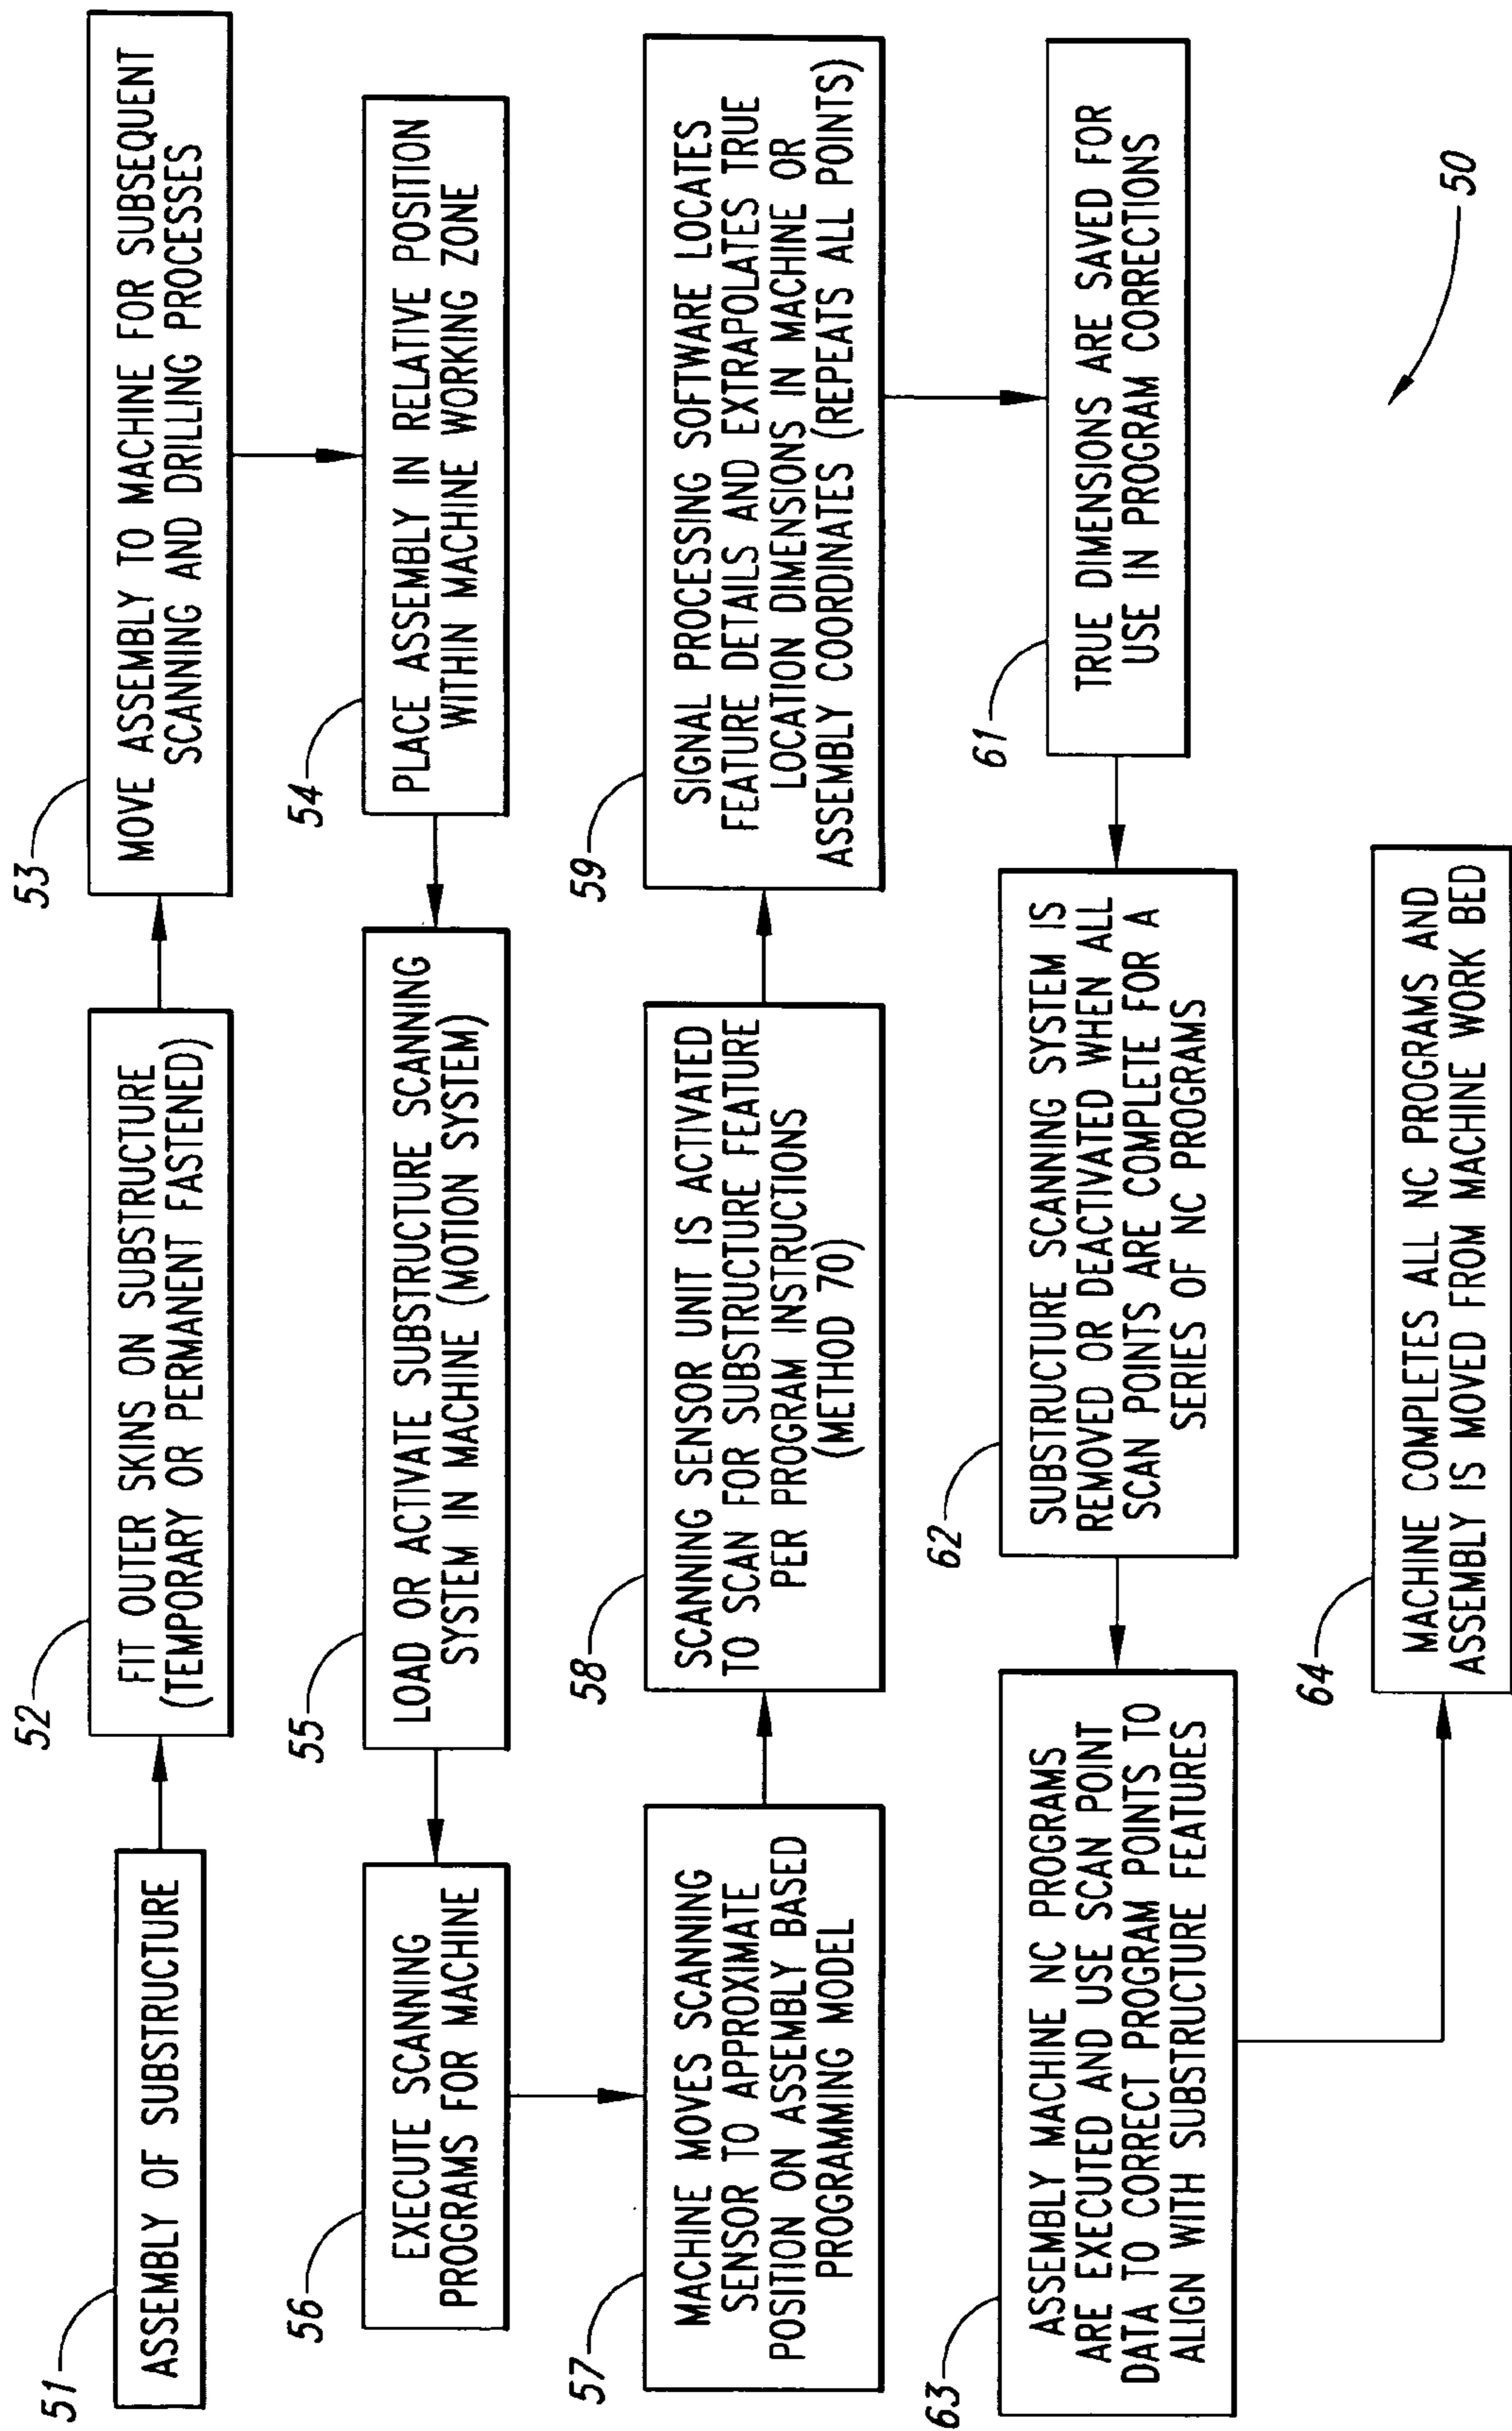 51
ASSEMBLY OF SUBSTRUCTURE
52
FIT OUTER SKINS ON SUBSTRUCTURE
(TEMPORARY OR PERMANENT FASTENED)
53
MOVE ASSEMBLY TO MACHINE FOR SUBSEQUENT
SCANNING AND DRILLING PROCESSES
54
PLACE ASSEMBLY IN RELATIVE POSITION
WITHIN MACHINE WORKING ZONE
55
LOAD OR ACTIVATE SUBSTRUCTURE SCANNING
SYSTEM IN MACHINE (MOTION SYSTEM)
56
EXECUTE SCANNING
PROGRAMS FOR MACHINE
57
MACHINE MOVES SCANNING
SENSOR TO APPROXIMATE
POSITION ON ASSEMBLY BASED
PROGRAMMING MODEL
58
SCANNING SENSOR UNIT IS ACTIVATED
TO SCAN FOR SUBSTRUCTURE FEATURE
PER PROGRAM INSTRUCTIONS
(METHOD 70)
59
SIGNAL PROCESSING SOFTWARE LOCATES
FEATURE DETAILS AND EXTRAPOLATES TRUE
LOCATION DIMENSIONS IN MACHINE OR
ASSEMBLY COORDINATES (REPEATS ALL POINTS)
61
TRUE DIMENSIONS ARE SAVED FOR
USE IN PROGRAM CORRECTIONS
62
SUBSTRUCTURE SCANNING SYSTEM IS
REMOVED OR DEACTIVATED WHEN ALL
SCAN POINTS ARE COMPLETE FOR A
SERIES OF NC PROGRAMS
63
ASSEMBLY MACHINE NC PROGRAMS
ARE EXECUTED AND USE SCAN POINT
DATA TO CORRECT PROGRAM POINTS TO
ALIGN WITH SUBSTRUCTURE FEATURES
64
MACHINE COMPLETES ALL NC PROGRAMS AND
ASSEMBLY IS MOVED FROM MACHINE WORK BED
50